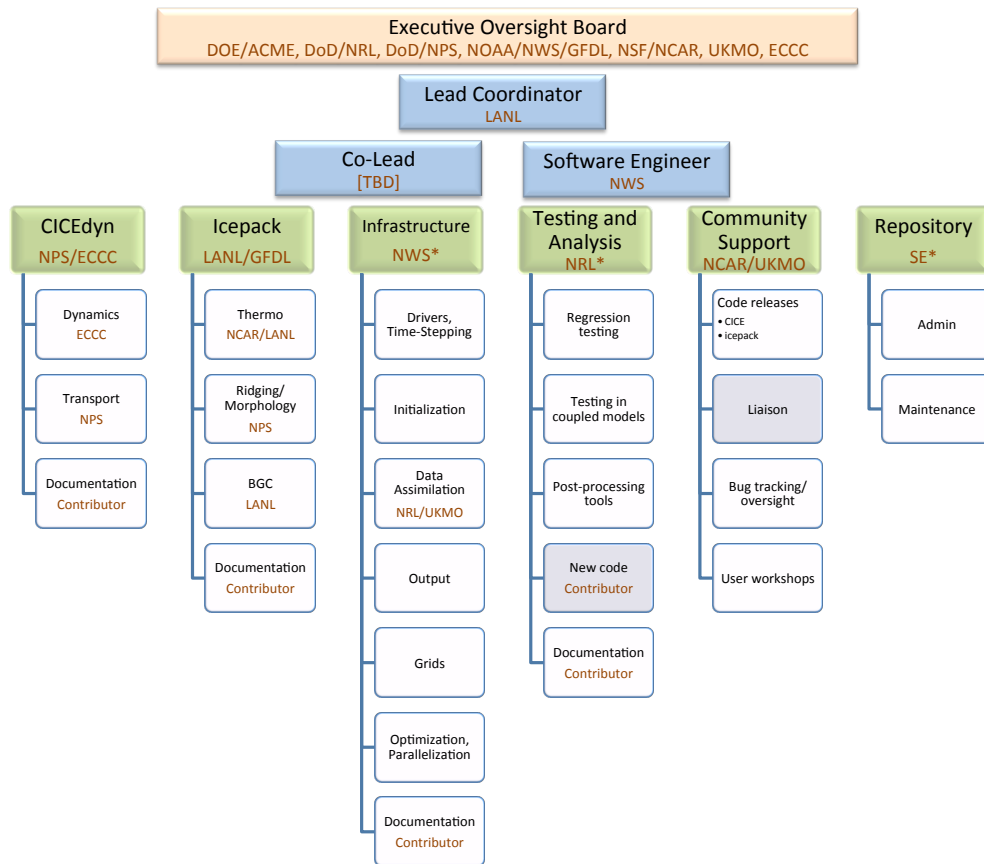 Executive Oversight Board
DOE/ACME, DoD/NRL, DoD/NPS, NOAA/NWS/GFDL, NSF/NCAR, UKMO, ECCC
Lead Coordinator
LANL
Co-Lead
[TBD]
Software Engineer
NWS
CICEdyn
NPS/ECCC
Dynamics
ECCC
Transport
NPS
Documentation
Contributor
Icepack
LANL/GFDL
Thermo
NCAR/LANL
Ridging/
Morphology
NPS
BGC
LANL
Documentation
Contributor
Infrastructure
NWS*
Drivers,
Time-Stepping
Initialization
Data
Assimilation
NRL/UKMO
Output
Grids
Optimization,
Parallelization
Documentation
Contributor
Testing and
Analysis
NRL*
Regression
testing
Testing in
coupled models
Post-processing
tools
New code
Contributor
Documentation
Contributor
Community
Support
NCAR/UKMO
Code releases
• CICE
• icepack
Liaison
Bug tracking/
oversight
User workshops
Repository
SE*
Admin
Maintenance